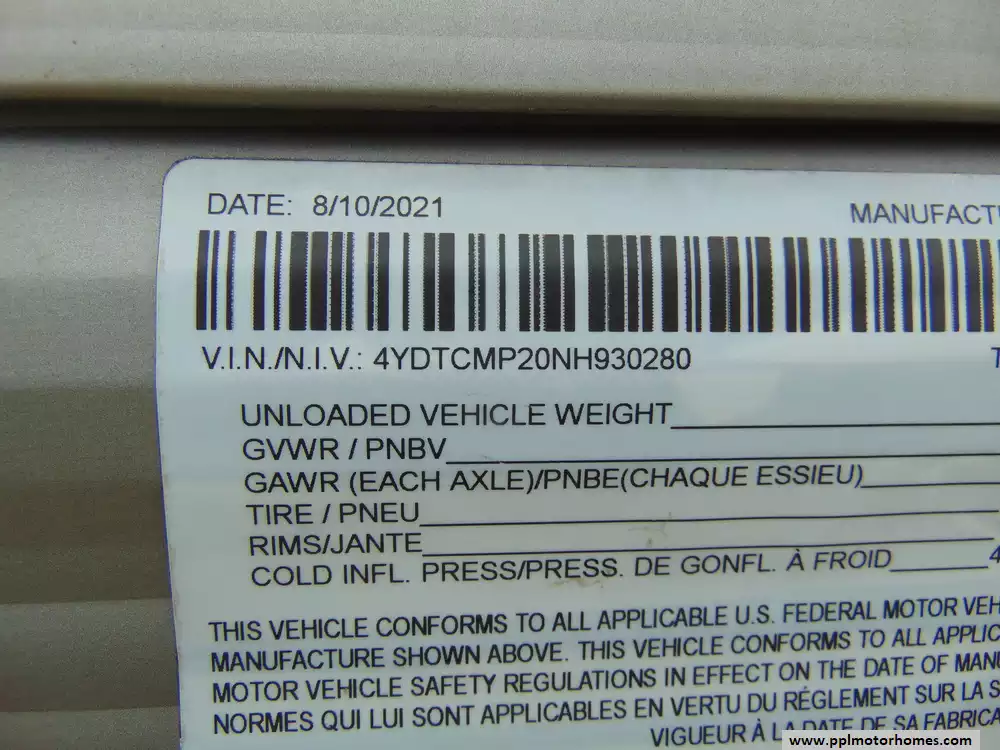 DATE: 8/10/2021
MANUFACT
V.I.N./N.I.V.: 4YDTCMP20NH930280
UNLOADED VEHICLE WEIGHT
GVWR / PNBV
GAWR (EACH AXLE)/PNBE(CHAQUE ESSIEU)
TIRE / PNEU
RIMS/JANTE
COLD INFL. PRESS/PRESS. DE GONFL. À FROID 4
THIS VEHICLE CONFORMS TO ALL APPLICABLE U.S. FEDERAL MOTOR VEH
MANUFACTURE SHOWN ABOVE. THIS VEHICLE CONFORMS TO ALL APPLIC
MOTOR VEHICLE SAFETY REGULATIONS IN EFFECT ON THE DATE OF MANU
NORMES QUI LUI SONT APPLICABLES EN VERTU DU RÉGLEMENT SUR LA S
VIGUEUR À LA DATE DE SA FABRICA
www.pplmotorhomes.com